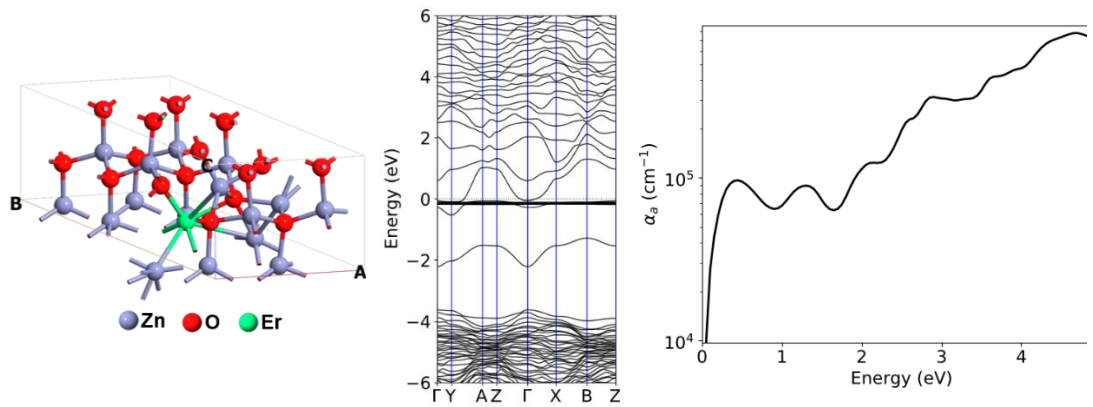 B
C
A
Zn O Er
Energy (eV)
6
4
2
0
−2
−4
−6
Γ Y A Z Γ X B Z
αₐ (cm⁻¹)
10⁵
10⁴
0 1 2 3 4
Energy (eV)